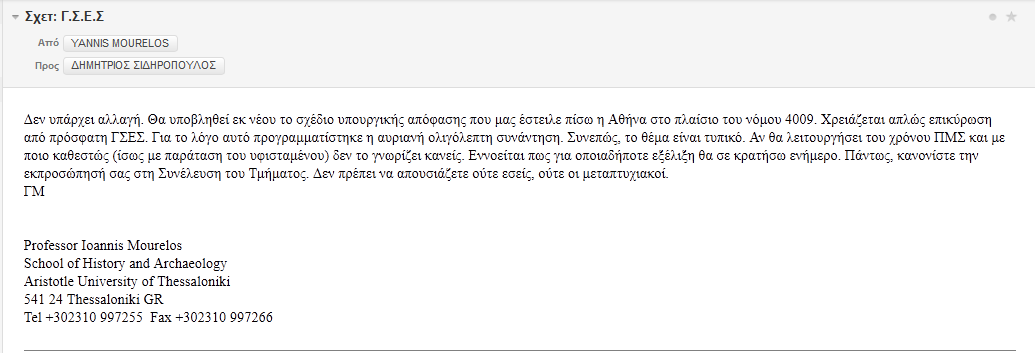 Σχετ: Γ.Σ.Ε.Σ
Από YANNIS MOURELOS
Προς ΔΗΜΗΤΡΙΟΣ ΣΙΔΗΡΟΠΟΥΛΟΣ
Δεν υπάρχει αλλαγή. Θα υποβληθεί εκ νέου το σχέδιο υπουργικής απόφασης που μας έστειλε πίσω η Αθήνα στο πλαίσιο του νόμου 4009. Χρειάζεται απλώς επικύρωση
από πρόσφατη ΓΣΕΣ. Για το λόγο αυτό προγραμματίστηκε η αυριανή ολιγόλεπτη συνάντηση. Συνεπώς, το θέμα είναι τυπικό. Αν θα λειτουργήσει του χρόνου ΠΜΣ και με
ποιο καθεστώς (ίσως με παράταση του υφισταμένου) δεν το γνωρίζει κανείς. Εννοείται πως για οποιαδήποτε εξέλιξη θα σε κρατήσω ενήμερο. Πάντως, κανονίστε την
εκπροσώπησή σας στη Συνέλευση του Τμήματος. Δεν πρέπει να απουσιάζετε ούτε εσείς, ούτε οι μεταπτυχιακοί.
ΓΜ
Professor Ioannis Mourelos
School of History and Archaeology
Aristotle University of Thessaloniki
541 24 Thessaloniki GR
Tel +302310 997255  Fax +302310 997266